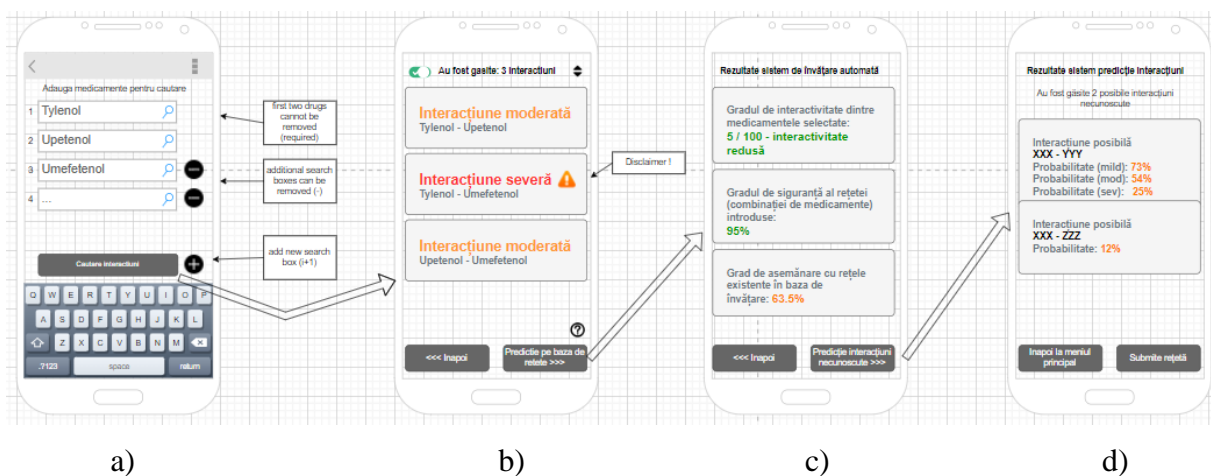 Adauga medicamente pentru cautare
1 Tylenol
2 Upetenol
3 Umefetenol
4 ...
Cautare interactiuni
Q W E R T Y U I O P
A S D F G H J K L
Z X C V B N M
.?123 space return
first two drugs
cannot be
removed
(required)
additional search
boxes can be
removed (-)
add new search
box (i+1)
a)
Au fost gasite: 3 interactiuni
Interacțiune moderată
Tylenol - Upetenol
Interacțiune severă
Tylenol - Umefetenol
Interacțiune moderată
Upetenol - Umefetenol
?
<<< Inapoi
Predictie pe baza de
retete >>>
Disclaimer !
b)
Rezultate sistem de învățare automată
Gradul de interactivitate dintre
medicamentele selectate:
5 / 100 - interactivitate
redusă
Gradul de siguranță al rețetei
(combinației de medicamente)
introduse:
95%
Grad de asemănare cu rețele
existente în baza de
învățare: 63.5%
<<< Inapoi
Predicție interacțiuni
necunoscute >>>
c)
Rezultate sistem predicție interacțiuni
Au fost găsite 2 posibile interacțiuni
necunoscute
Interacțiune posibilă
XXX - YYY
Probabilitate (mild): 73%
Probabilitate (mod): 54%
Probabilitate (sev): 25%
Interacțiune posibilă
XXX - ZZZ
Probabilitate: 12%
Inapoi la meniul
principal
Submite rețetă
d)